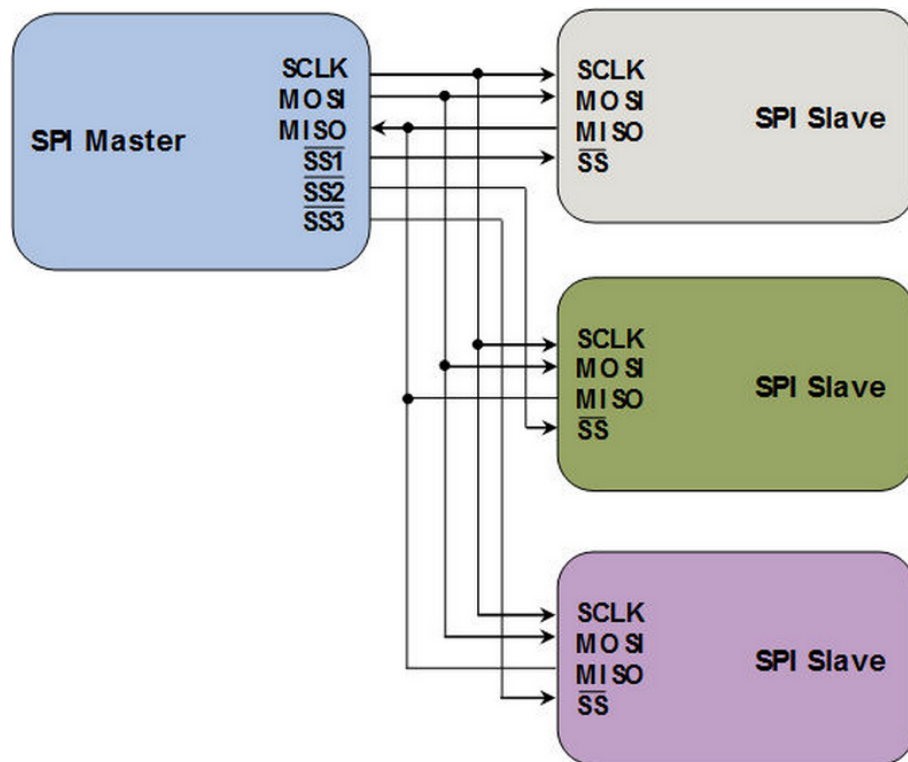 SPI Master
SCLK
MOSI
MISO
SS1
SS2
SS3
SCLK
MOSI
MISO
SS
SPI Slave
SCLK
MOSI
MISO
SS
SPI Slave
SCLK
MOSI
MISO
SS
SPI Slave